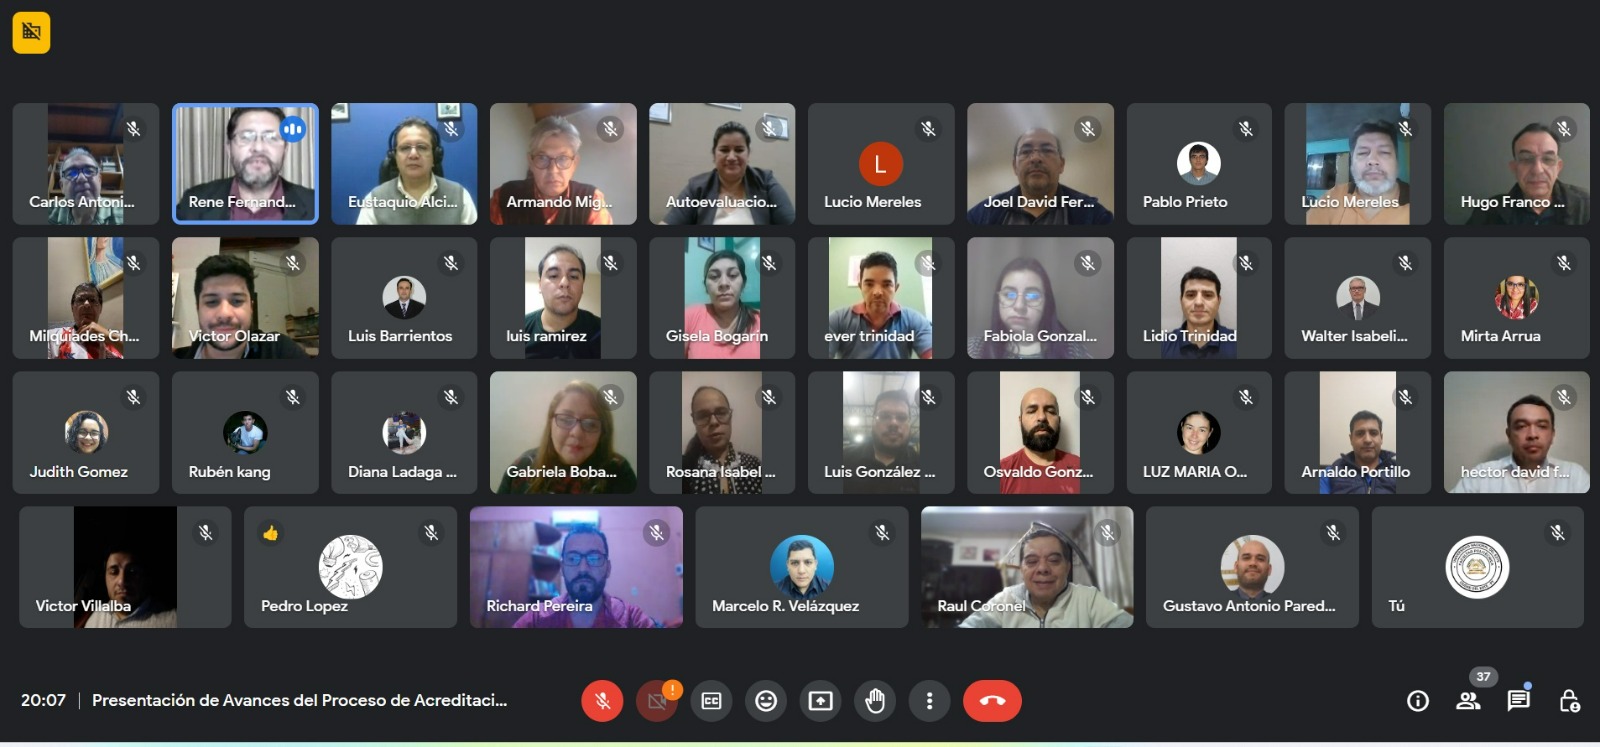 Carlos Antoni...
Rene Fernand...
Eustaquio Alci...
Armando Mig...
Autoevaluacio...
L
Lucio Mereles
Joel David Fer...
Pablo Prieto
Lucio Mereles
Hugo Franco ...
Milquiades Ch...
Victor Olazar
Luis Barrientos
luis ramirez
Gisela Bogarin
ever trinidad
Fabiola Gonzal...
Lidio Trinidad
Walter Isabeli...
Mirta Arrua
Judith Gomez
Rubén kang
Diana Ladaga ...
Gabriela Boba...
Rosana Isabel ...
Luis González ...
Osvaldo Gonz...
LUZ MARIA O...
Arnaldo Portillo
hector david f...
Victor Villalba
Pedro Lopez
Richard Pereira
Marcelo R. Velázquez
Raul Coronel
Gustavo Antonio Pared...
Tú
20:07 | Presentación de Avances del Proceso de Acreditaci...
!
CC
37